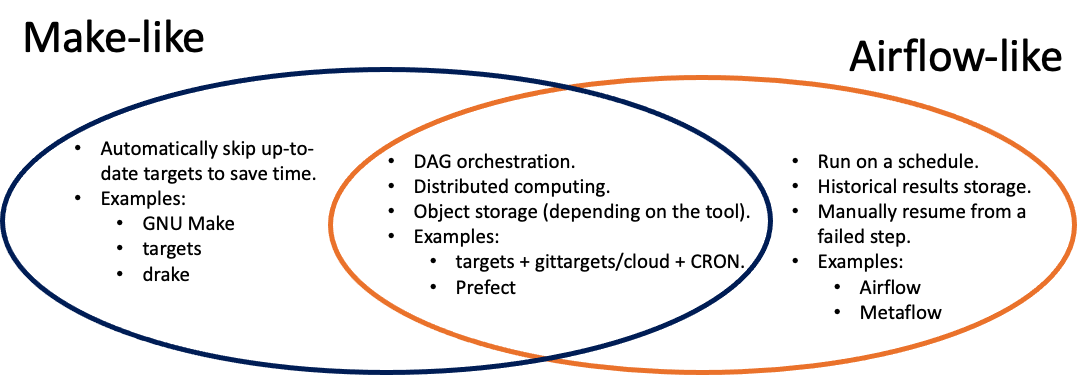 Make-like
Airflow-like
• Automatically skip up-to-
date targets to save time.
• Examples:
• GNU Make
• targets
• drake
• DAG orchestration.
• Distributed computing.
• Object storage (depending on the tool).
• Examples:
• targets + gittargets/cloud + CRON.
• Prefect
• Run on a schedule.
• Historical results storage.
• Manually resume from a
failed step.
• Examples:
• Airflow
• Metaflow